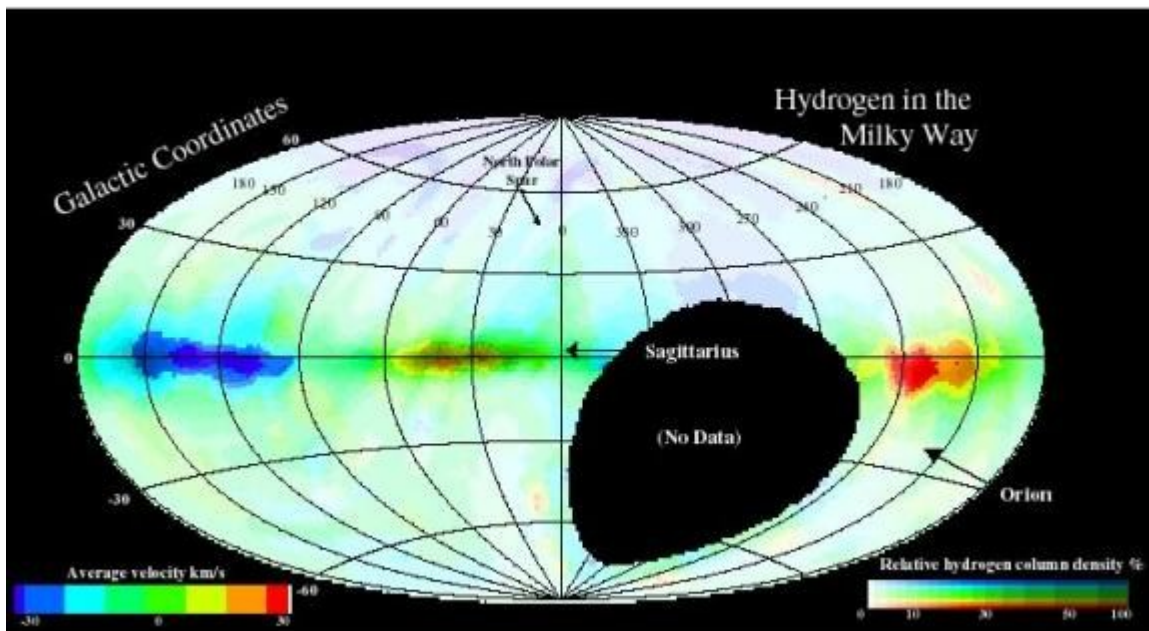 Hydrogen in the
Milky Way
Galactic Coordinates
60
North Polar
Spur
180
150
120
90
60
30
0
330
300
270
240
210
180
30
0
Sagittarius
(No Data)
-30
Orion
Average velocity km/s
-60
-30
0
30
Relative hydrogen column density %
0
10
30
50
100